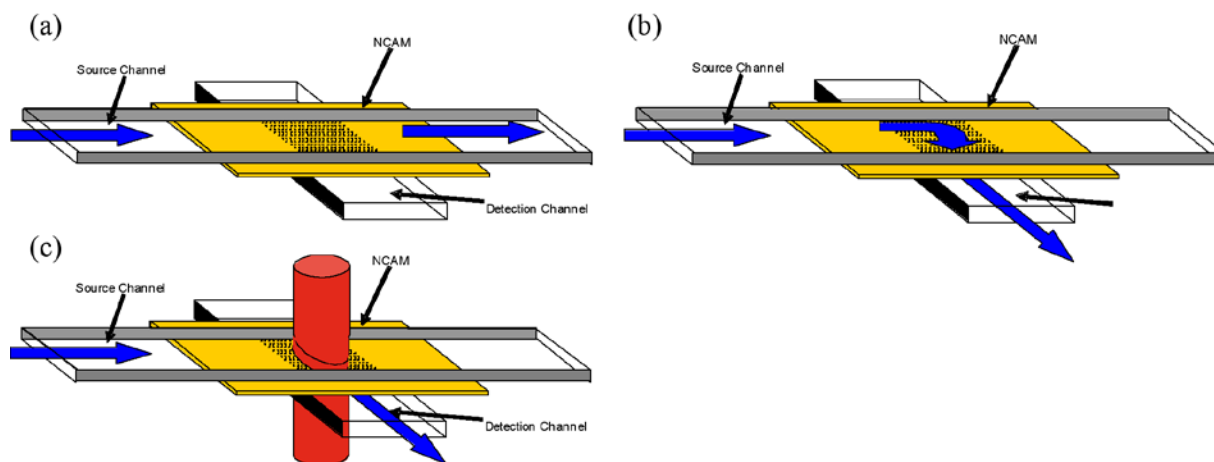 (a)
NCAM
Source Channel
Detection Channel
(b)
NCAM
Source Channel
(c)
NCAM
Source Channel
Detection Channel